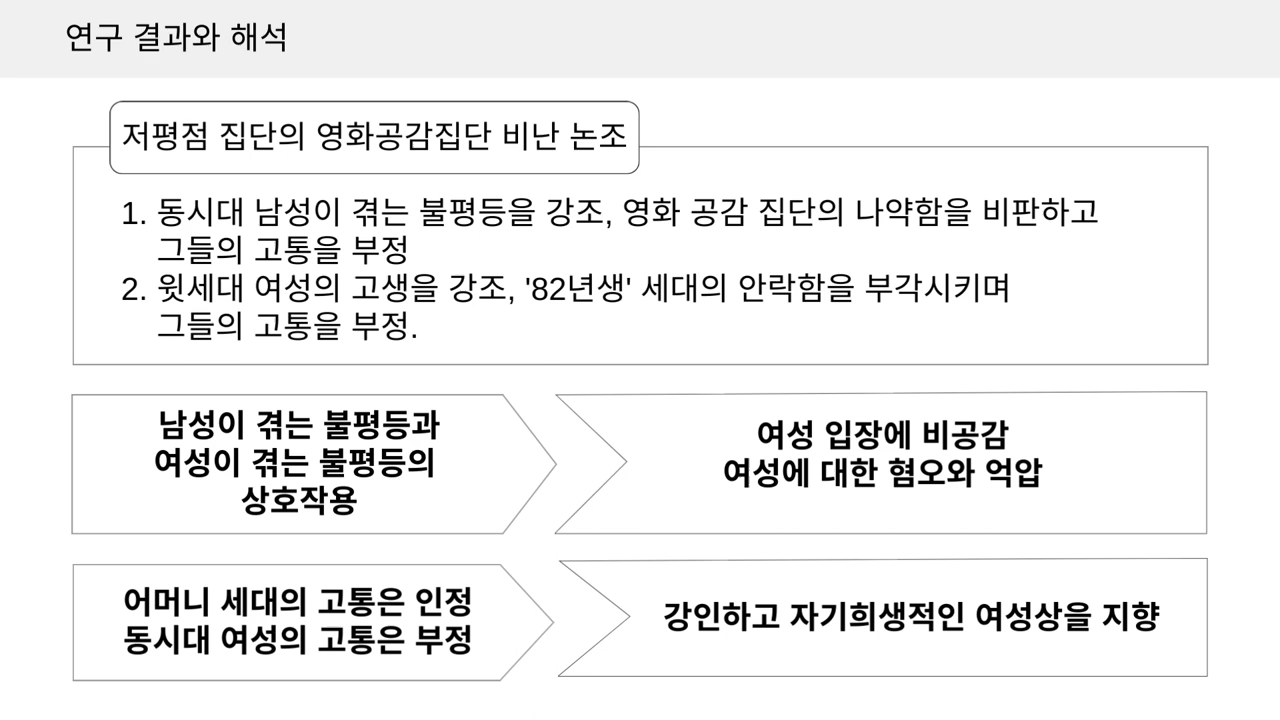 연구 결과와 해석
저평점 집단의 영화공감집단 비난 논조
1. 동시대 남성이 겪는 불평등을 강조, 영화 공감 집단의 나약함을 비판하고
그들의 고통을 부정
2. 윗세대 여성의 고생을 강조, '82년생' 세대의 안락함을 부각시키며
그들의 고통을 부정.
남성이 겪는 불평등과
여성이 겪는 불평등의
상호작용
여성 입장에 비공감
여성에 대한 혐오와 억압
어머니 세대의 고통은 인정
동시대 여성의 고통은 부정
강인하고 자기희생적인 여성상을 지향